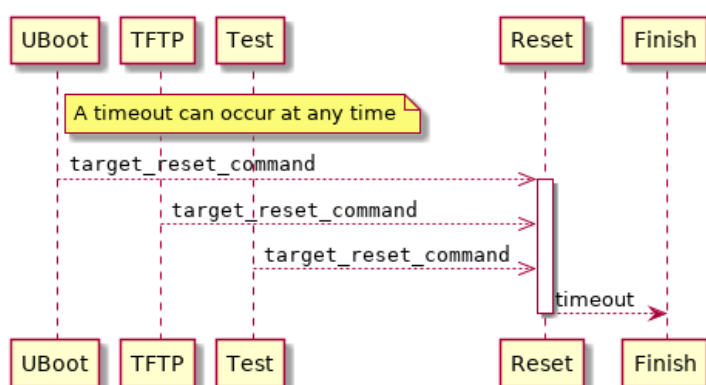 UBoot TFTP Test Reset Finish
A timeout can occur at any time
target_reset_command
target_reset_command
target_reset_command
timeout
UBoot TFTP Test Reset Finish